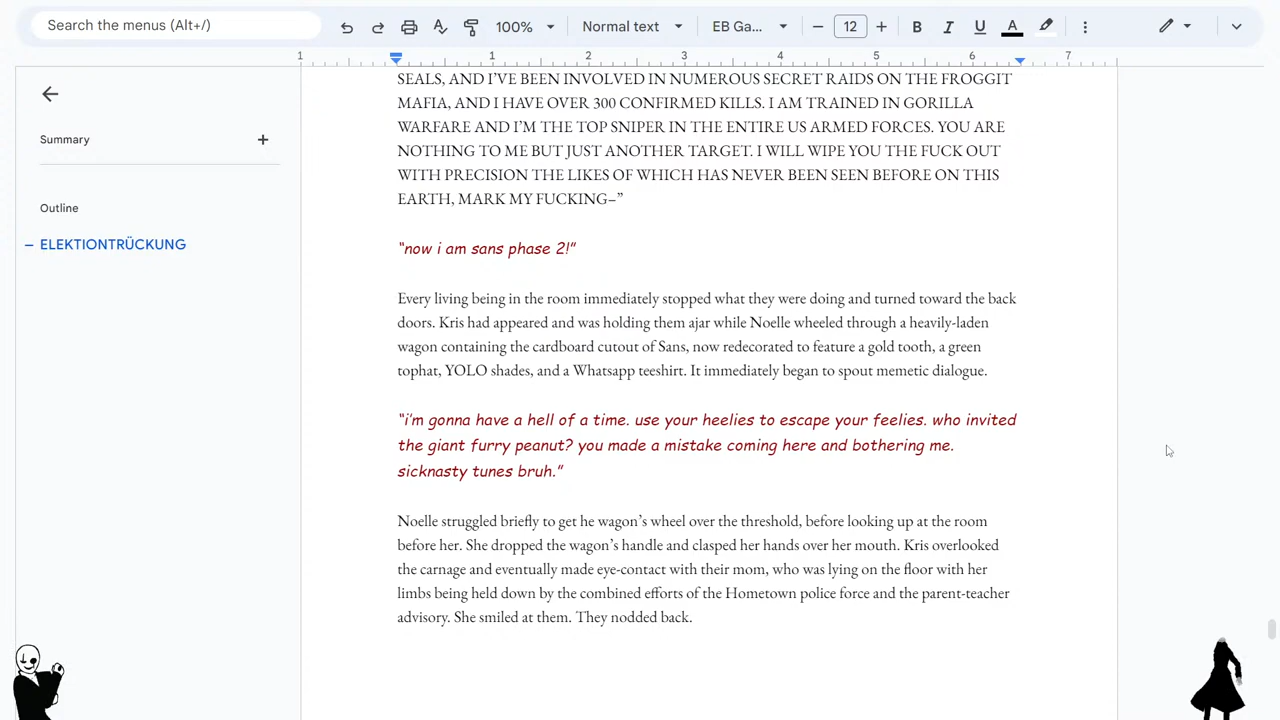 Search the menus (Alt+/)
100%
Normal text
EB Ga...
12
B
I
U
A
1
1
2
3
4
5
6
7
Summary
Outline
ELEKTIONTRÜCKUNG
SEALS, AND I’VE BEEN INVOLVED IN NUMEROUS SECRET RAIDS ON THE FROGGIT
MAFIA, AND I HAVE OVER 300 CONFIRMED KILLS. I AM TRAINED IN GORILLA
WARFARE AND I’M THE TOP SNIPER IN THE ENTIRE US ARMED FORCES. YOU ARE
NOTHING TO ME BUT JUST ANOTHER TARGET. I WILL WIPE YOU THE FUCK OUT
WITH PRECISION THE LIKES OF WHICH HAS NEVER BEEN SEEN BEFORE ON THIS
EARTH, MARK MY FUCKING–”
“now i am sans phase 2!”
Every living being in the room immediately stopped what they were doing and turned toward the back
doors. Kris had appeared and was holding them ajar while Noelle wheeled through a heavily-laden
wagon containing the cardboard cutout of Sans, now redecorated to feature a gold tooth, a green
tophat, YOLO shades, and a Whatsapp teeshirt. It immediately began to spout memetic dialogue.
“i’m gonna have a hell of a time. use your heelies to escape your feelies. who invited
the giant furry peanut? you made a mistake coming here and bothering me.
sicknasty tunes bruh.”
Noelle struggled briefly to get he wagon’s wheel over the threshold, before looking up at the room
before her. She dropped the wagon’s handle and clasped her hands over her mouth. Kris overlooked
the carnage and eventually made eye-contact with their mom, who was lying on the floor with her
limbs being held down by the combined efforts of the Hometown police force and the parent-teacher
advisory. She smiled at them. They nodded back.